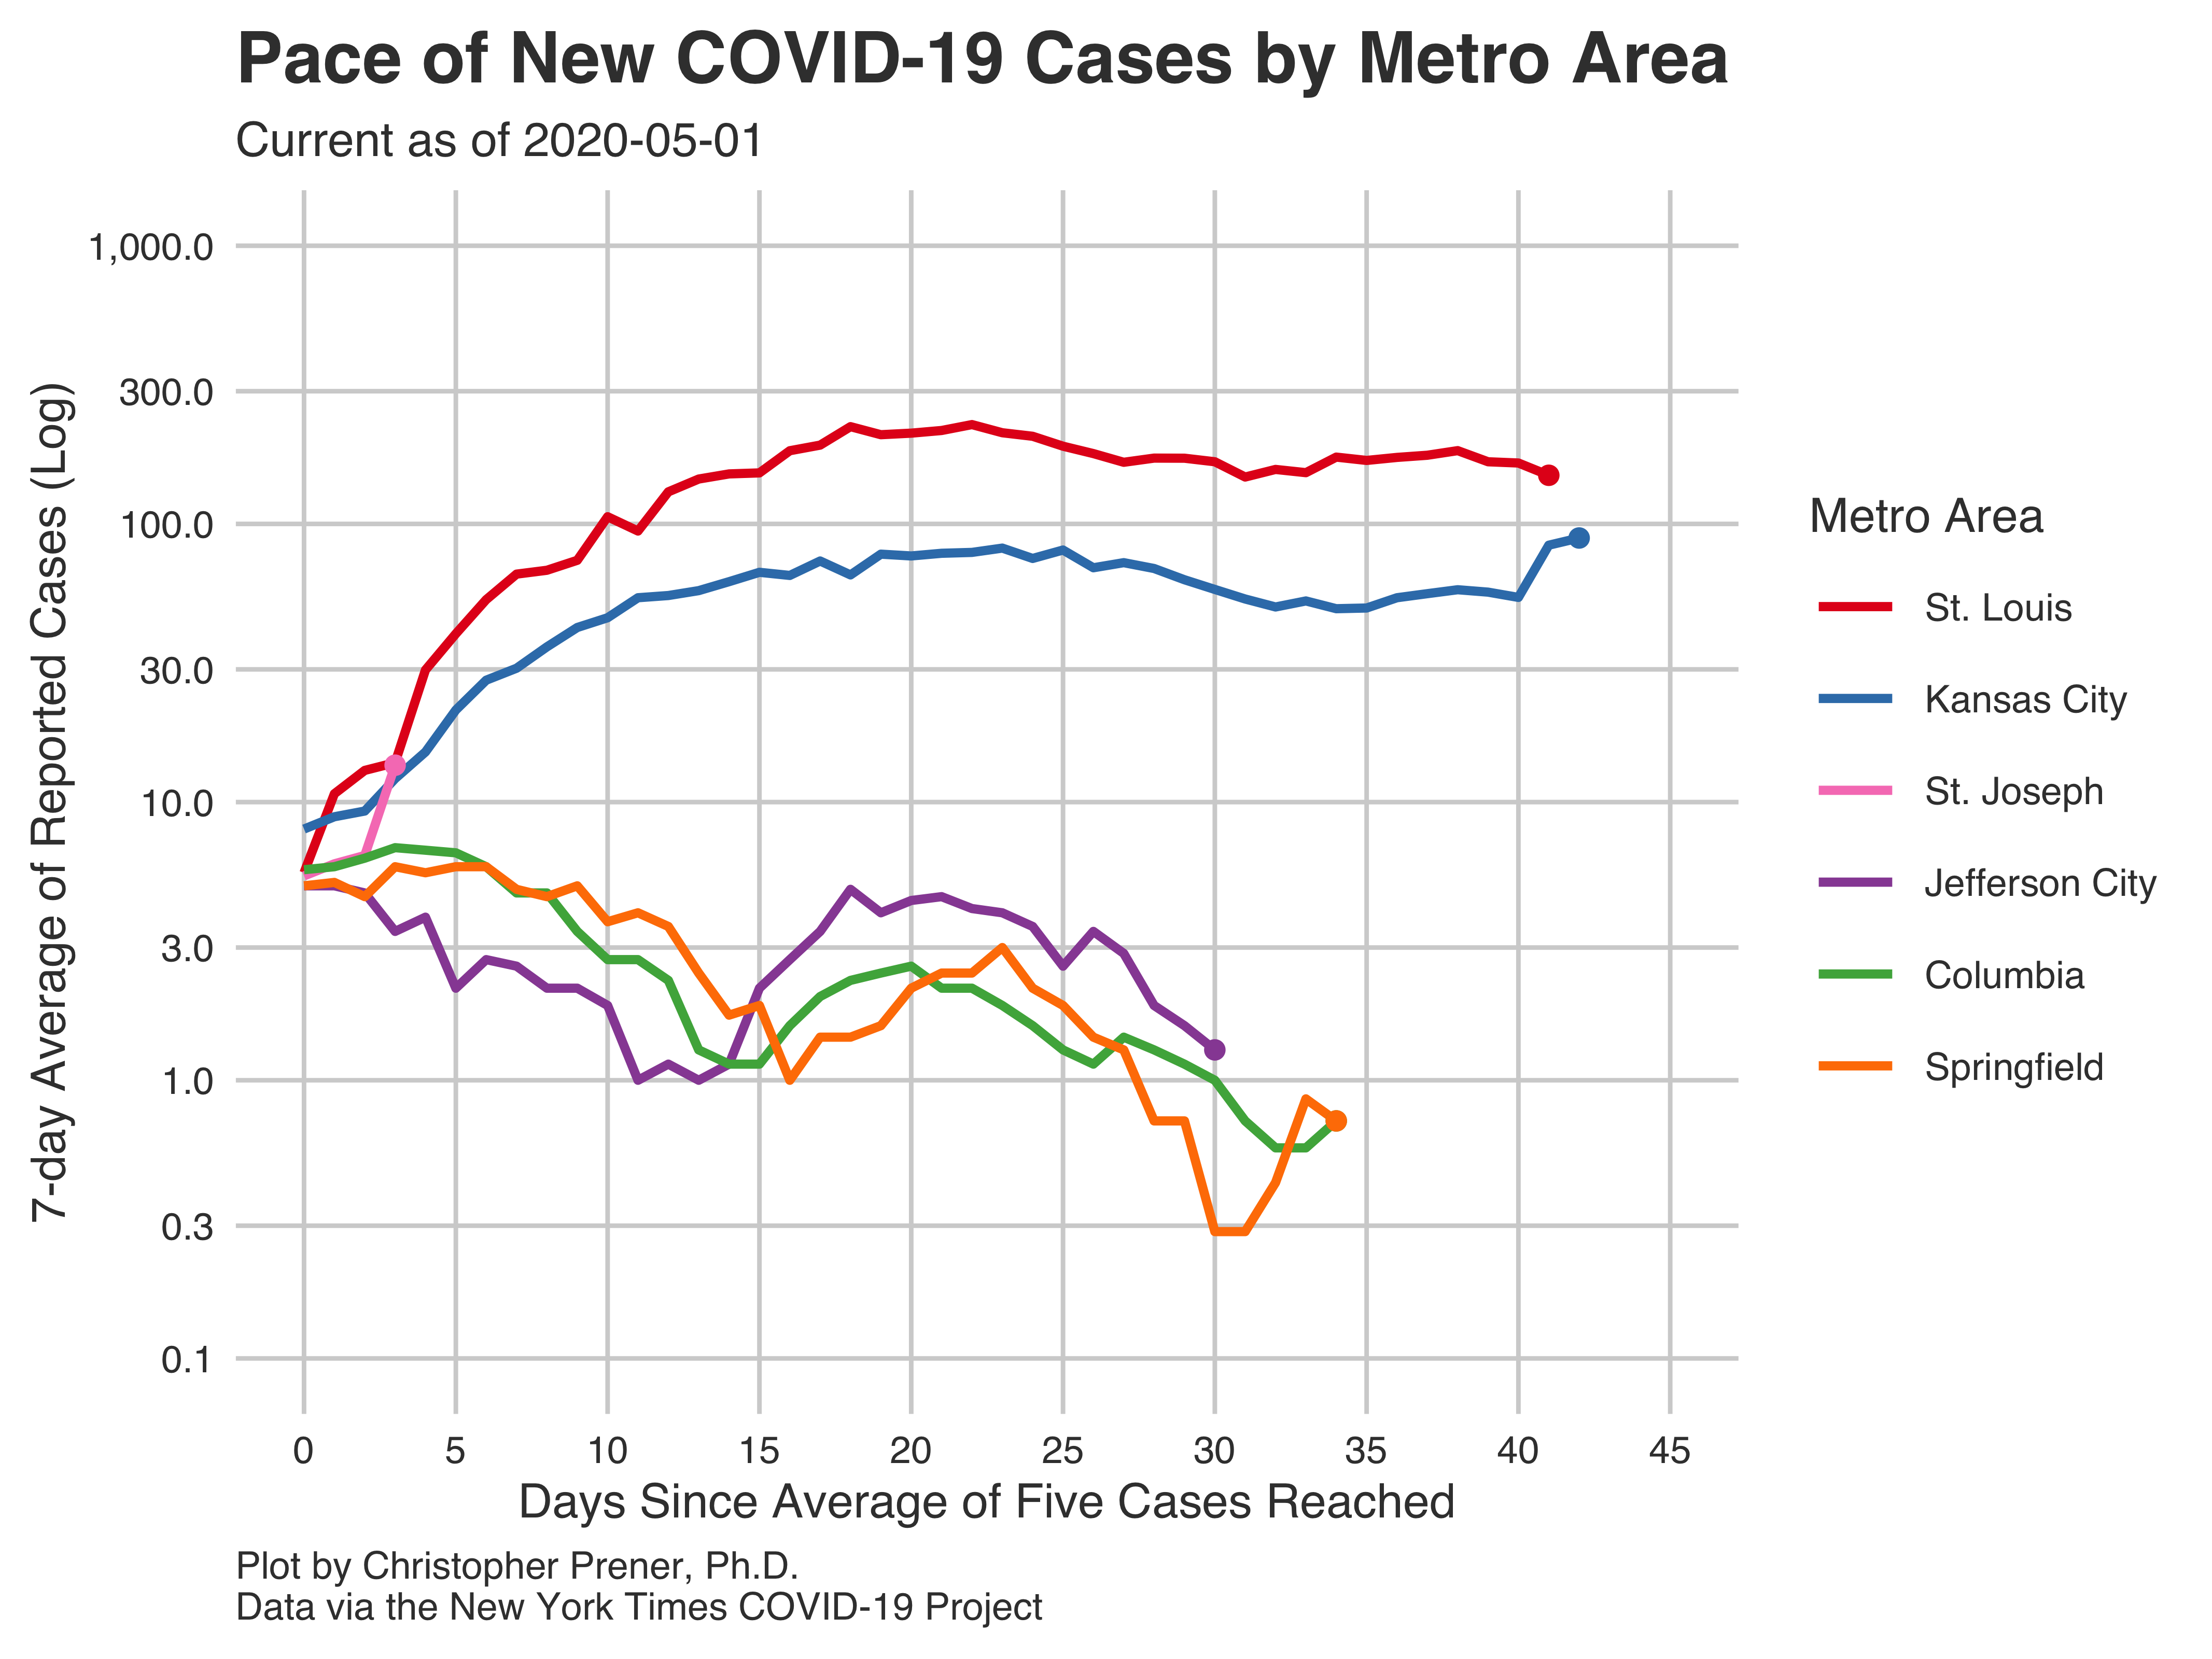 Pace of New COVID-19 Cases by Metro Area
Current as of 2020-05-01
7-day Average of Reported Cases (Log)
1,000.0
300.0
100.0
30.0
10.0
3.0
1.0
0.3
0.1
0 5 10 15 20 25 30 35 40 45
Days Since Average of Five Cases Reached
Metro Area
St. Louis
Kansas City
St. Joseph
Jefferson City
Columbia
Springfield
Plot by Christopher Prener, Ph.D.
Data via the New York Times COVID-19 Project